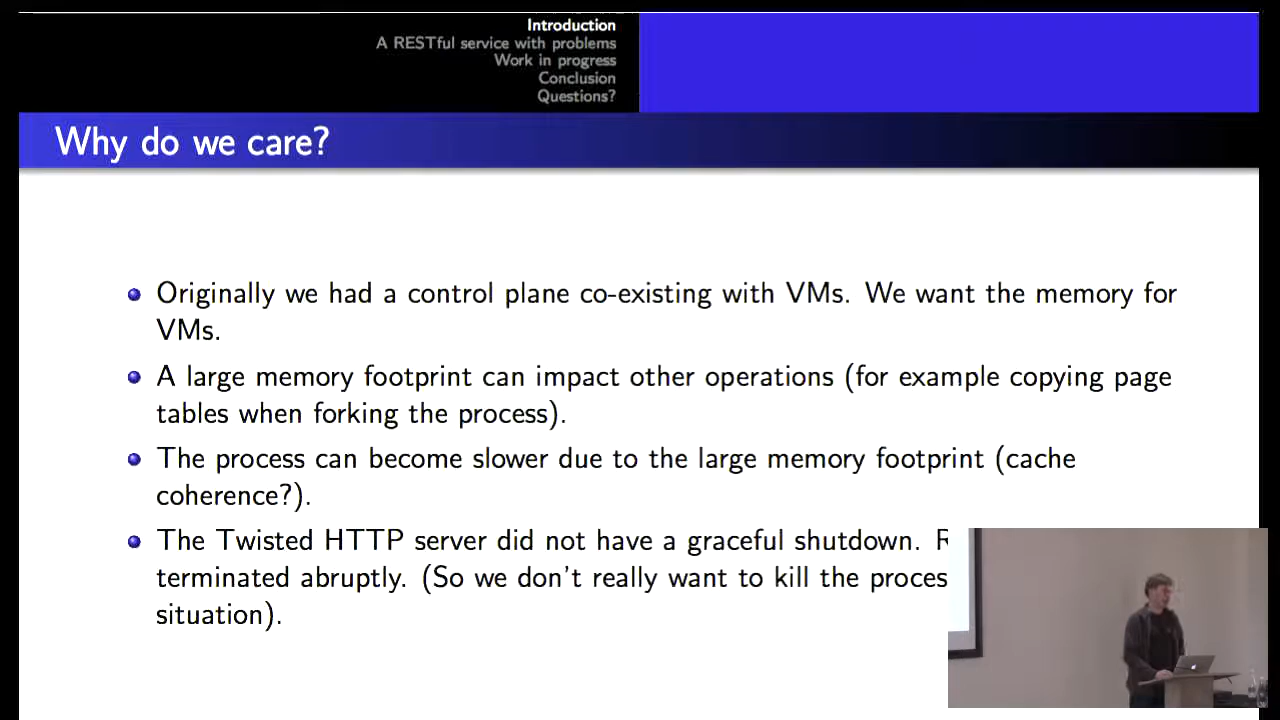 Introduction
A RESTful service with problems
Work in progress
Conclusion
Questions?
Why do we care?
Originally we had a control plane co-existing with VMs. We want the memory for
VMs.
A large memory footprint can impact other operations (for example copying page
tables when forking the process).
The process can become slower due to the large memory footprint (cache
coherence?).
The Twisted HTTP server did not have a graceful shutdown.
terminated abruptly. (So we don't really want to kill the
situation).